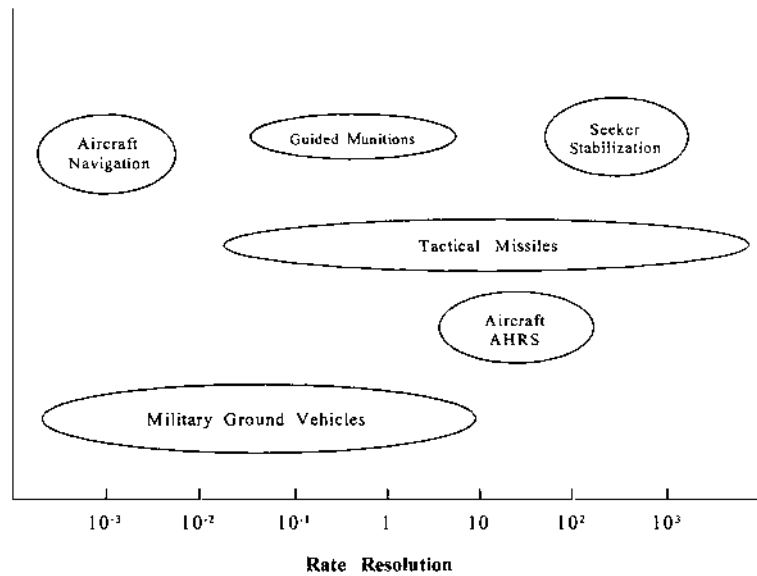 Aircraft
Navigation
Guided Munitions
Seeker
Stabilization
Tactical Missiles
Aircraft
AHRS
Military Ground Vehicles
10⁻³ 10⁻² 10⁻¹ 1 10 10² 10³
Rate Resolution